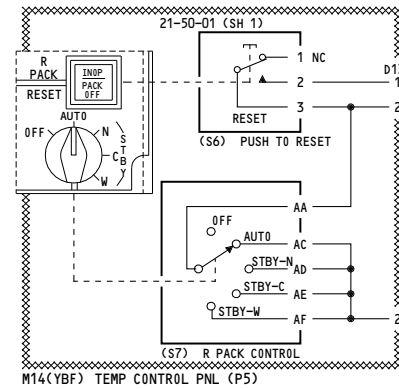 21-50-01 (SH 1)
R
PACK
RESET
INOP
PACK
OFF
AUTO
OFF
N
C
W
STBY
1 NC
2
3
RESET
(S6) PUSH TO RESET
D1
1
2
OFF
AUTO
STBY-N
STBY-C
STBY-W
AA
AC
AD
AE
AF
2
(S7) R PACK CONTROL
M14(YBF) TEMP CONTROL PNL (P5)